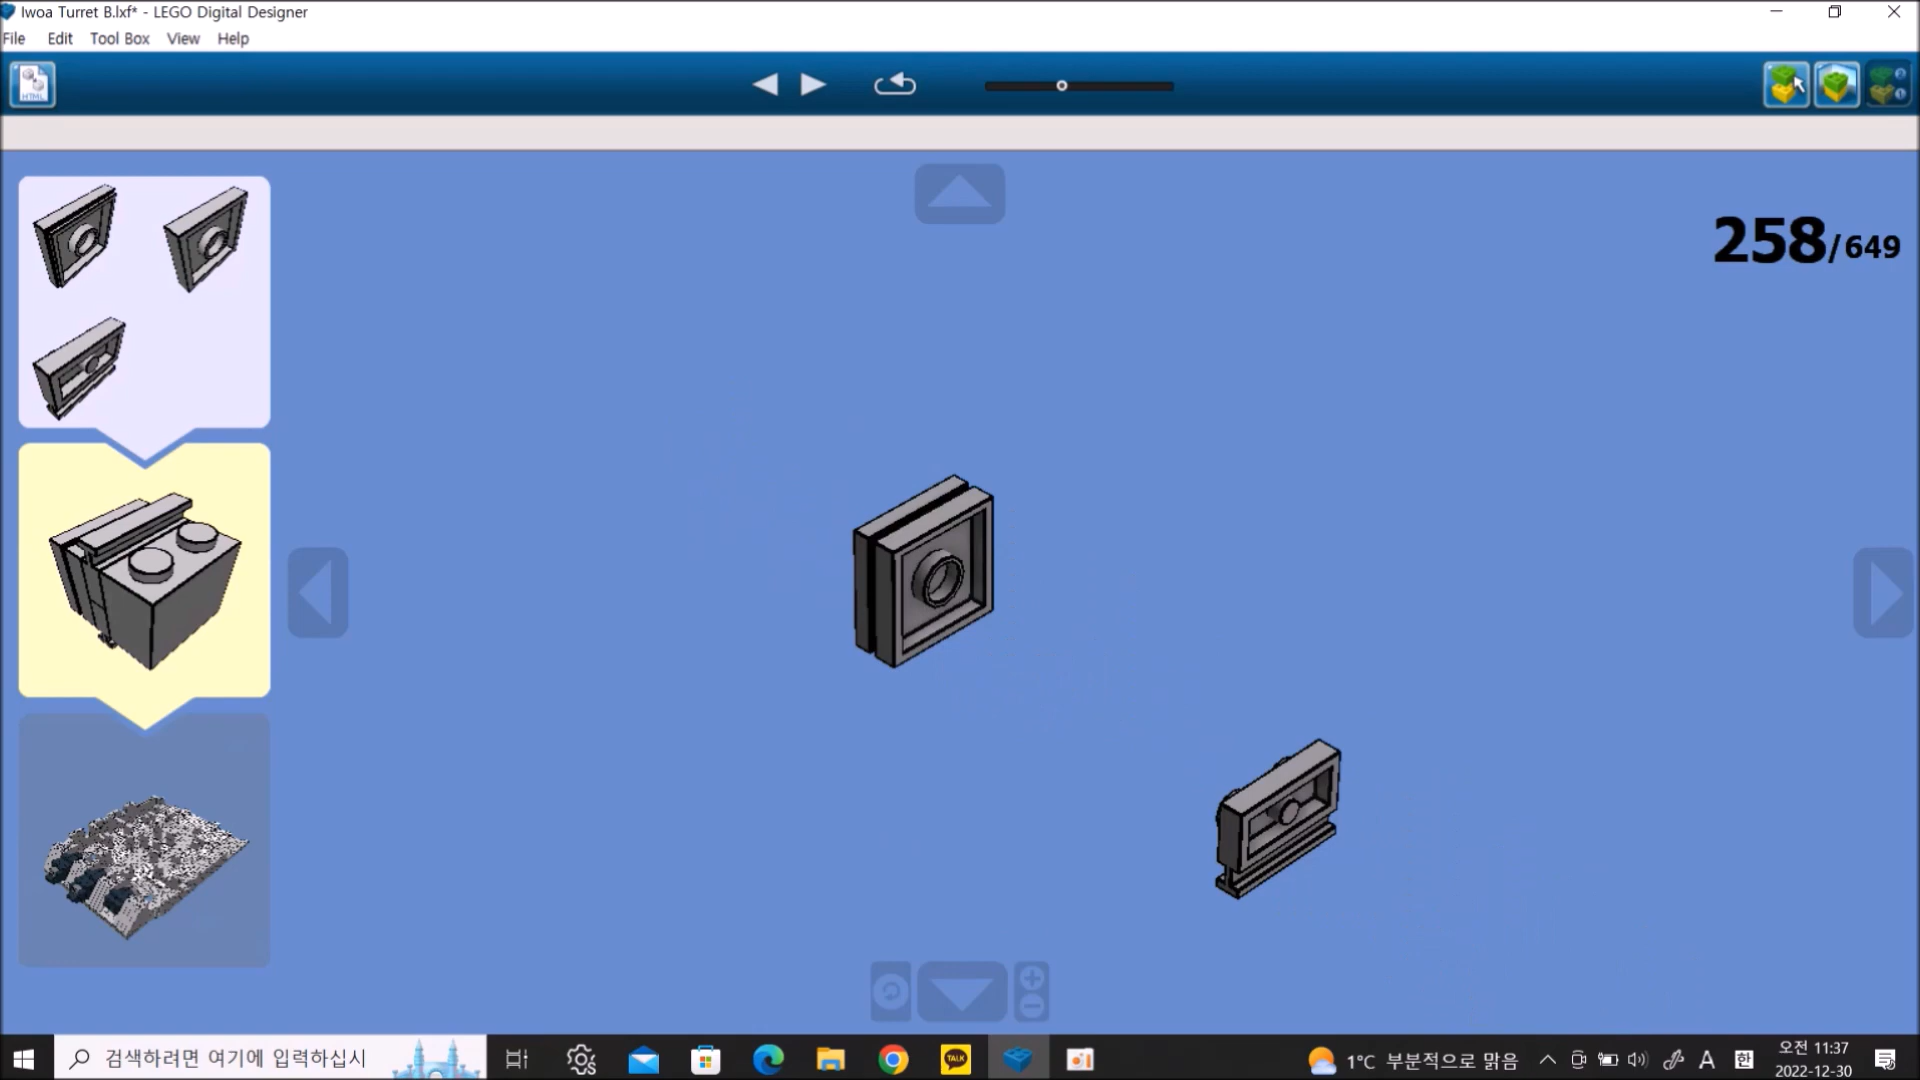 Iwoa Turret B.lxf* - LEGO Digital Designer
File Edit Tool Box View Help
HTML
258/649
검색하려면 여기에 입력하십시
TALK
1°C 부분적으로 맑음
A
한
오전 11:37
2022-12-30